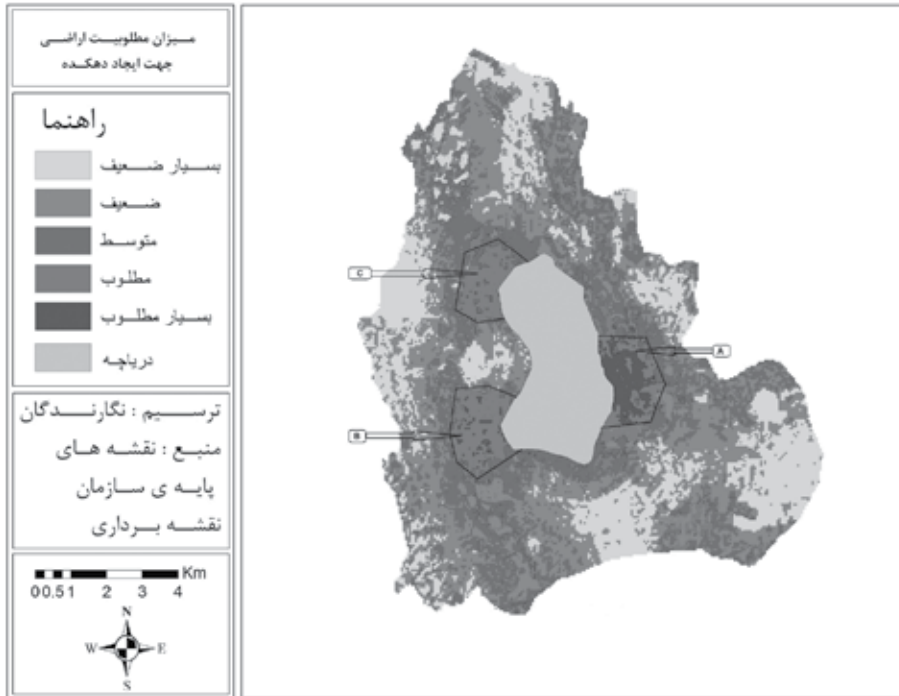 میزان مطلوبیت اراضی
جهت ایجاد دهکده
راهنما
بسیار ضعیف
ضعیف
متوسط
مطلوب
بسیار مطلوب
دریاچه
ترسیم : نگارندگان
منبع : نقشه های
پایه ی سازمان
نقشه برداری
Km
0 0.5 1 2 3 4
N
W E
S
C
A
B